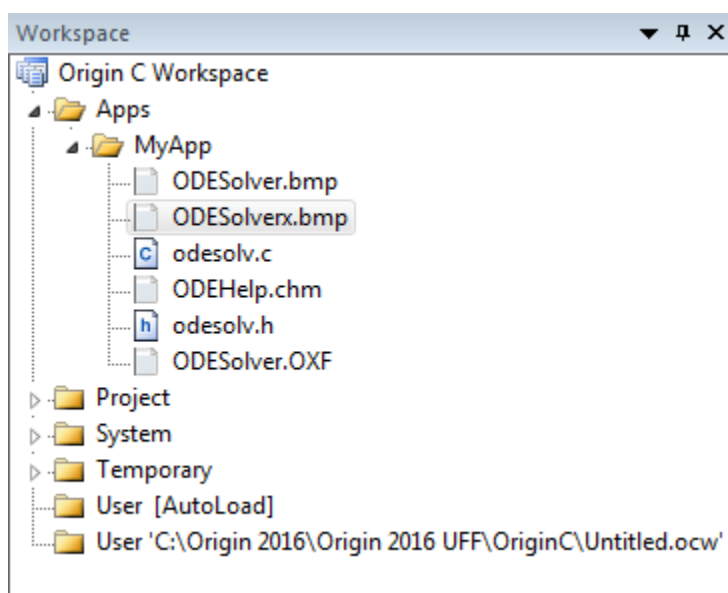 Workspace
Origin C Workspace
Apps
MyApp
ODESolver.bmp
ODESolverx.bmp
c odesolv.c
ODEHelp.chm
h odesolv.h
ODESolver.OXF
Project
System
Temporary
User [AutoLoad]
User 'C:\Origin 2016\Origin 2016 UFF\OriginC\Untitled.ocw'